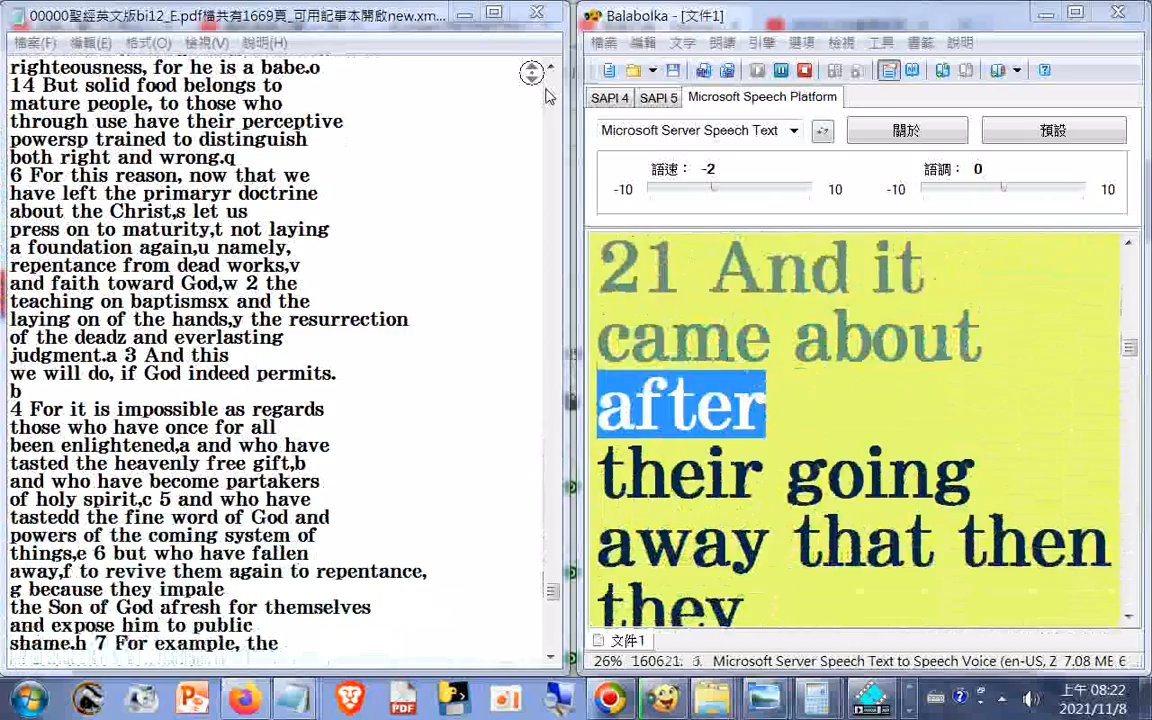 00000聖經英文版bi12_E.pdf檔共有1669頁_可用記事本開啟new.xm...
檔案(F) 編輯(E) 格式(O) 檢視(V) 說明(H)
righteousness, for he is a babe.o
14 But solid food belongs to
mature people, to those who
through use have their perceptive
powersp trained to distinguish
both right and wrong.q
6 For this reason, now that we
have left the primaryr doctrine
about the Christ,s let us
press on to maturity,t not laying
a foundation again,u namely,
repentance from dead works,v
and faith toward God,w 2 the
teaching on baptismsx and the
laying on of the hands,y the resurrection
of the deadz and everlasting
judgment.a 3 And this
we will do, if God indeed permits.
b
4 For it is impossible as regards
those who have once for all
been enlightened,a and who have
tasted the heavenly free gift,b
and who have become partakers
of holy spirit,c 5 and who have
tastedd the fine word of God and
powers of the coming system of
things,e 6 but who have fallen
away,f to revive them again to repentance,
g because they impale
the Son of God afresh for themselves
and expose him to public
shame.h 7 For example, the
Balabolka - [文件1]
檔案 編輯 文字 朗讀 引擎 選項 檢視 工具 書籤 說明
SAPI 4 SAPI 5 Microsoft Speech Platform
Microsoft Server Speech Text 關於 預設
語速： -2 語調： 0
-10 10 -10 10
21 And it
came about
after
their going
away that then
they
文件1
26% 160621. Microsoft Server Speech Text to Speech Voice (en-US, Z 7.08 ME 6
上午 08:22
2021/11/8